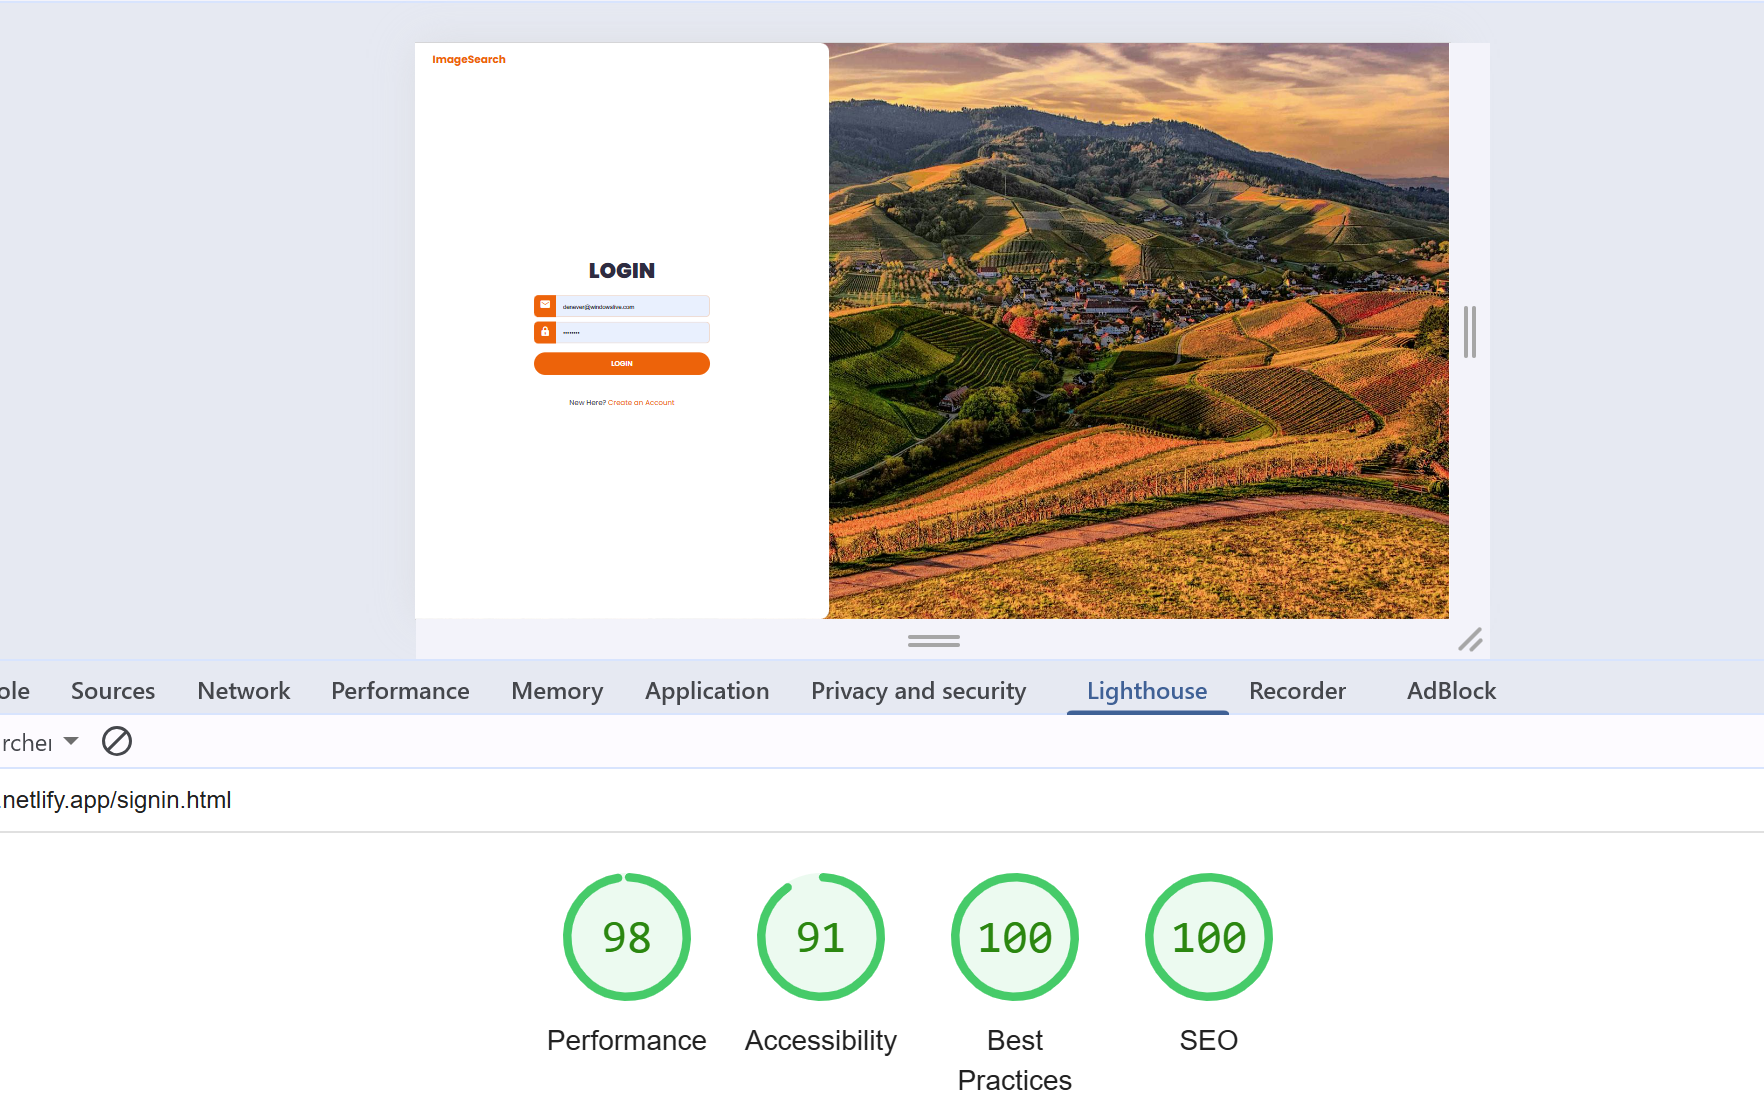 ImageSearch
LOGIN
denever@windowslive.com
LOGIN
New Here? Create an Account
ole Sources Network Performance Memory Application Privacy and security Lighthouse Recorder AdBlock
rcher
.netlify.app/signin.html
98 91 100 100
Performance Accessibility Best Practices SEO